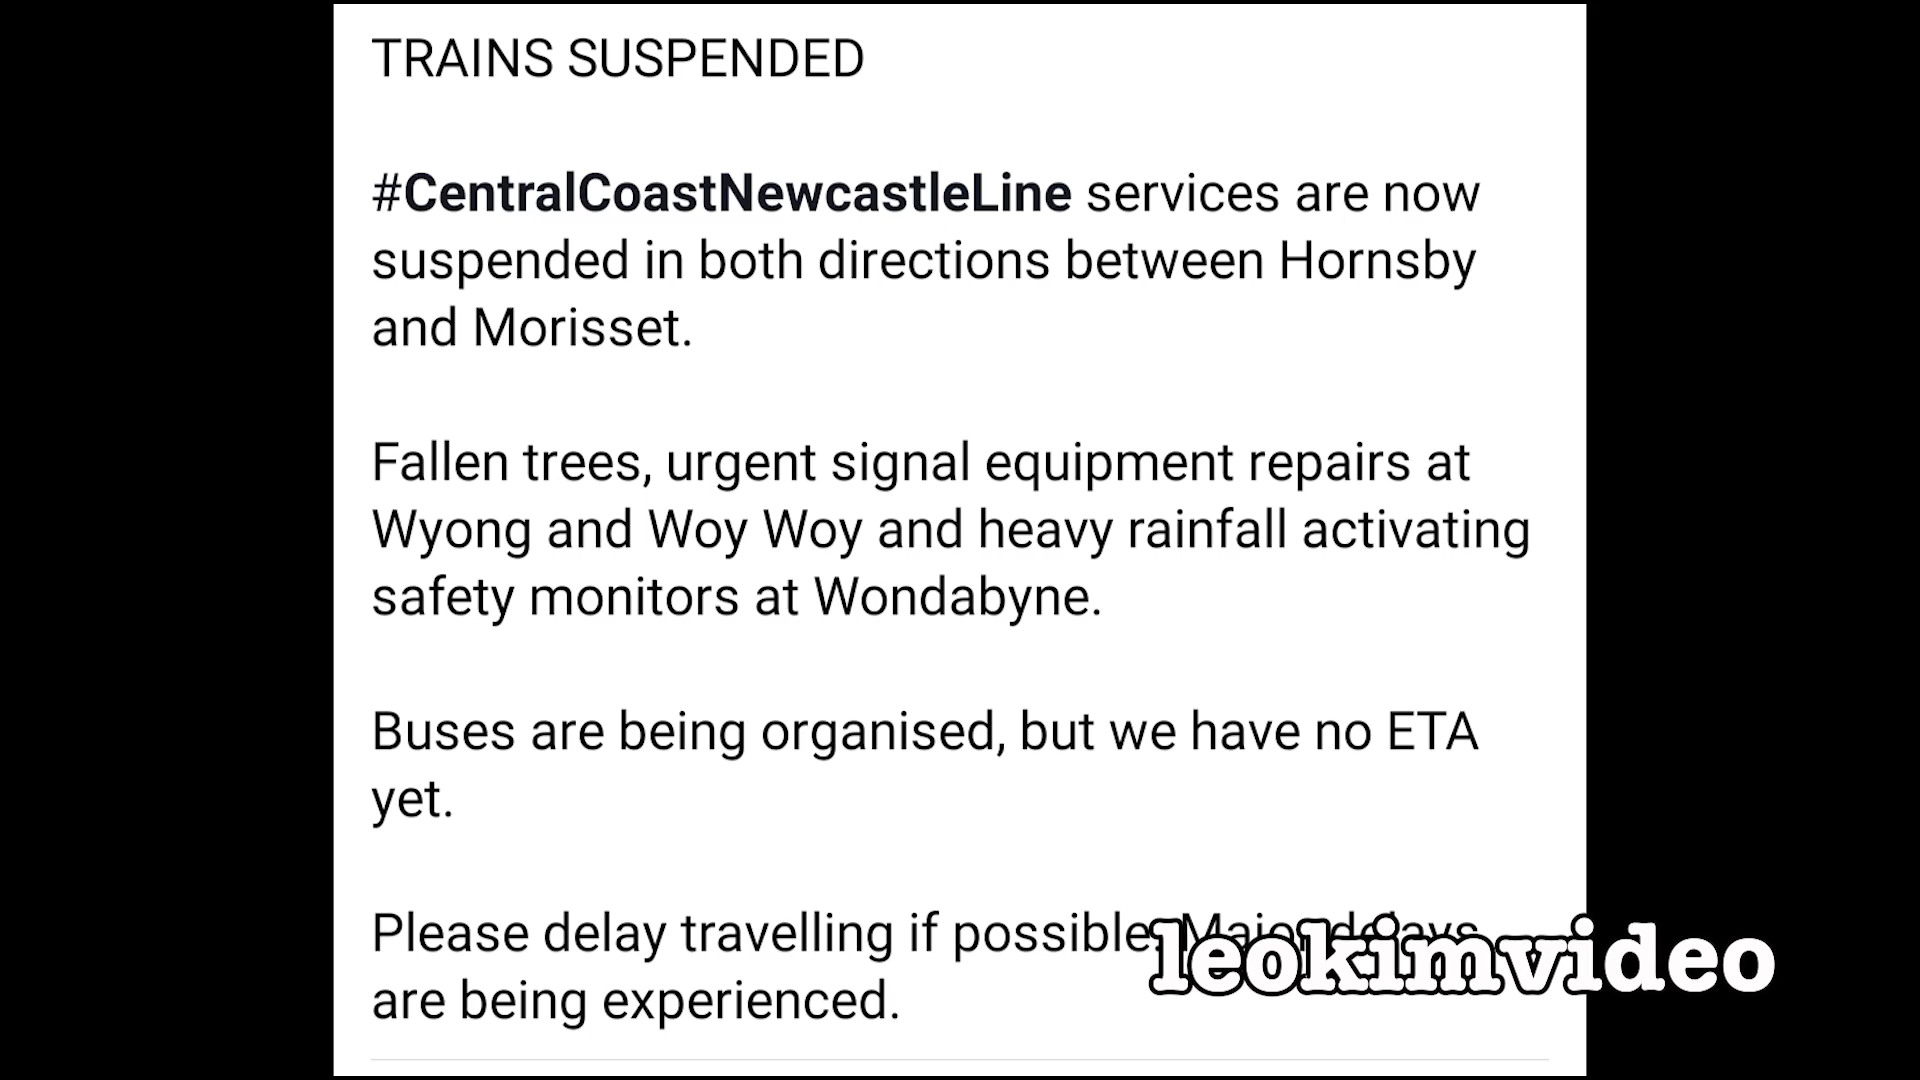 TRAINS SUSPENDED
#CentralCoastNewcastleLine services are now
suspended in both directions between Hornsby
and Morisset.
Fallen trees, urgent signal equipment repairs at
Wyong and Woy Woy and heavy rainfall activating
safety monitors at Wondabyne.
Buses are being organised, but we have no ETA
yet.
Please delay travelling if possible. Major delays
are being experienced.
leokimvideo